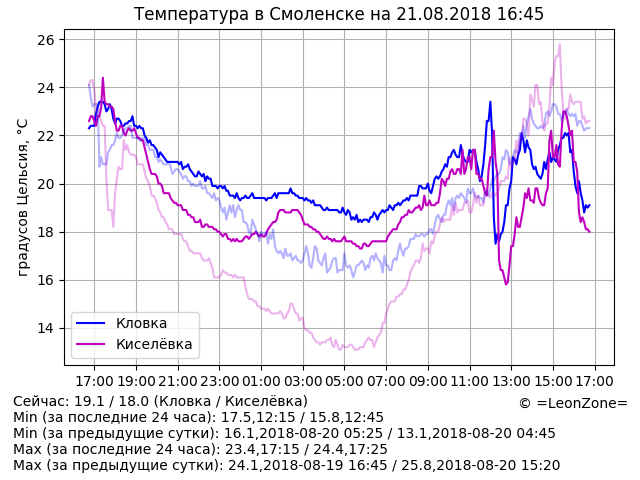 Температура в Смоленске на 21.08.2018 16:45
градусов Цельсия, °C
26
24
22
20
18
16
14
Кловка
Киселёвка
17:00 19:00 21:00 23:00 01:00 03:00 05:00 07:00 09:00 11:00 13:00 15:00 17:00
Сейчас: 19.1 / 18.0 (Кловка / Киселёвка)
© =LeonZone=
Min (за последние 24 часа): 17.5,12:15 / 15.8,12:45
Min (за предыдущие сутки): 16.1,2018-08-20 05:25 / 13.1,2018-08-20 04:45
Max (за последние 24 часа): 23.4,17:15 / 24.4,17:25
Max (за предыдущие сутки): 24.1,2018-08-19 16:45 / 25.8,2018-08-20 15:20